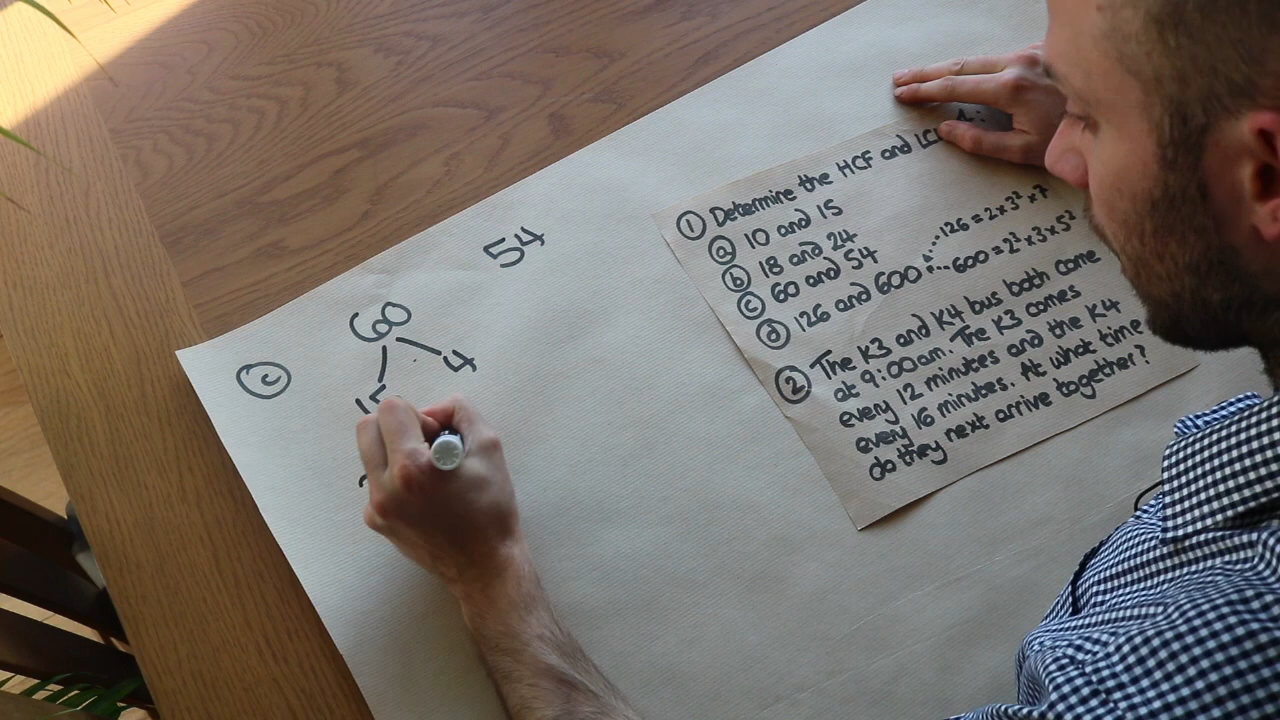 54
60
4
15
c
1 Determine the HCF and
a 10 and 15
b 18 and 24
c 60 and 54
d 126 and 600
126 = 2 x 3² x 7
600 = 2³ x 3 x 5²
2 The K3 and K4 bus both come
at 9:00am. The K3 comes
every 12 minutes and the K4
every 16 minutes. At what time
do they next arrive together?